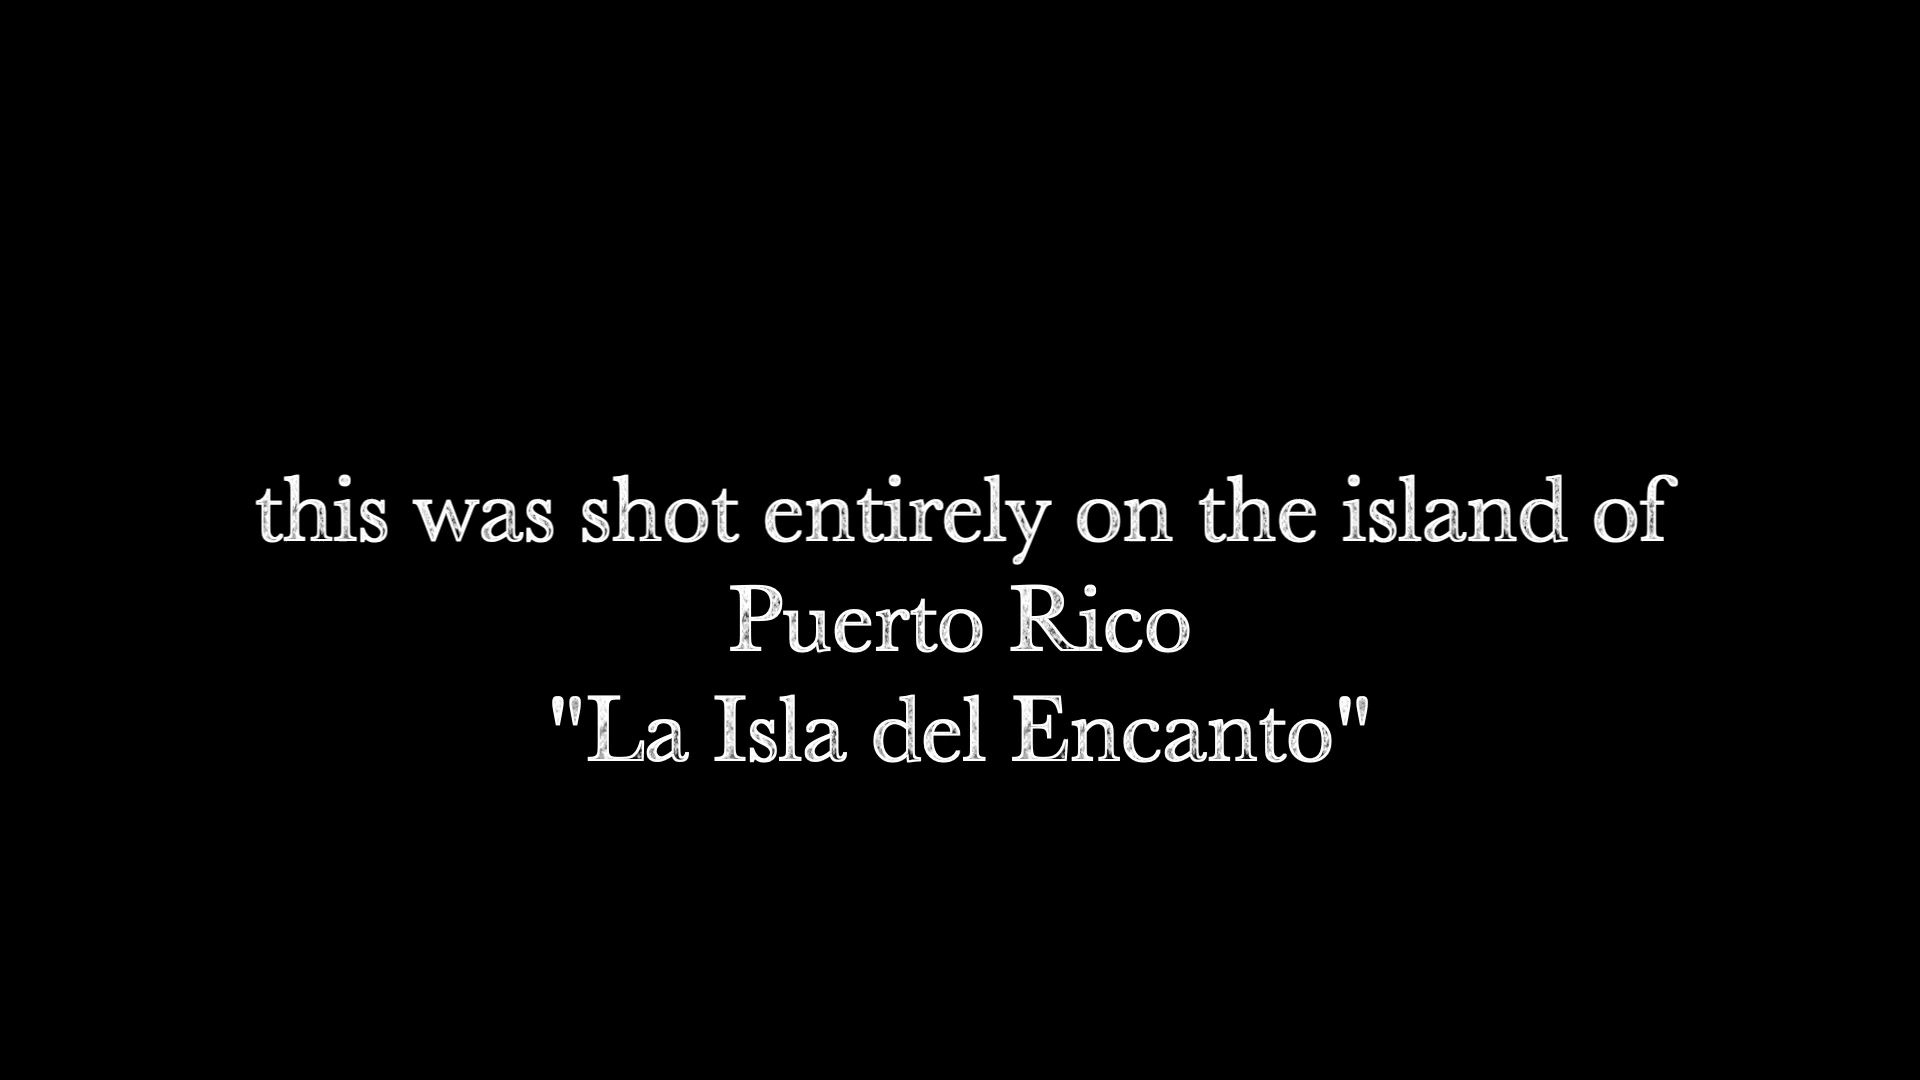 this was shot entirely on the island of
Puerto Rico
"La Isla del Encanto"